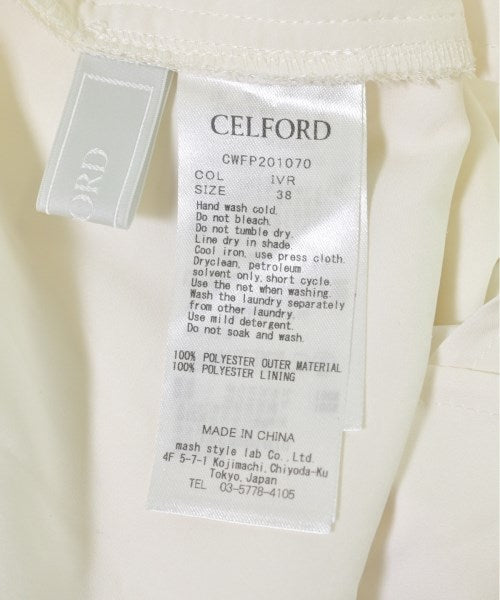 CELFORD
CWFP201070
COL IVR
SIZE 38
Hand wash cold.
Do not bleach.
Do not tumble dry.
Line dry in shade
Cool iron, use press cloth.
Dryclean, petroleum
solvent only, short cycle.
Use the net when washing.
Wash the laundry separately
from other laundry.
Use mild detergent.
Do not soak and wash.
100% POLYESTER OUTER MATERIAL
100% POLYESTER LINING
MADE IN CHINA
mash style lab Co.,Ltd.
4F 5-7-1 Kojimachi,Chiyoda-Ku
Tokyo,Japan
TEL 03-5778-4105
ORD